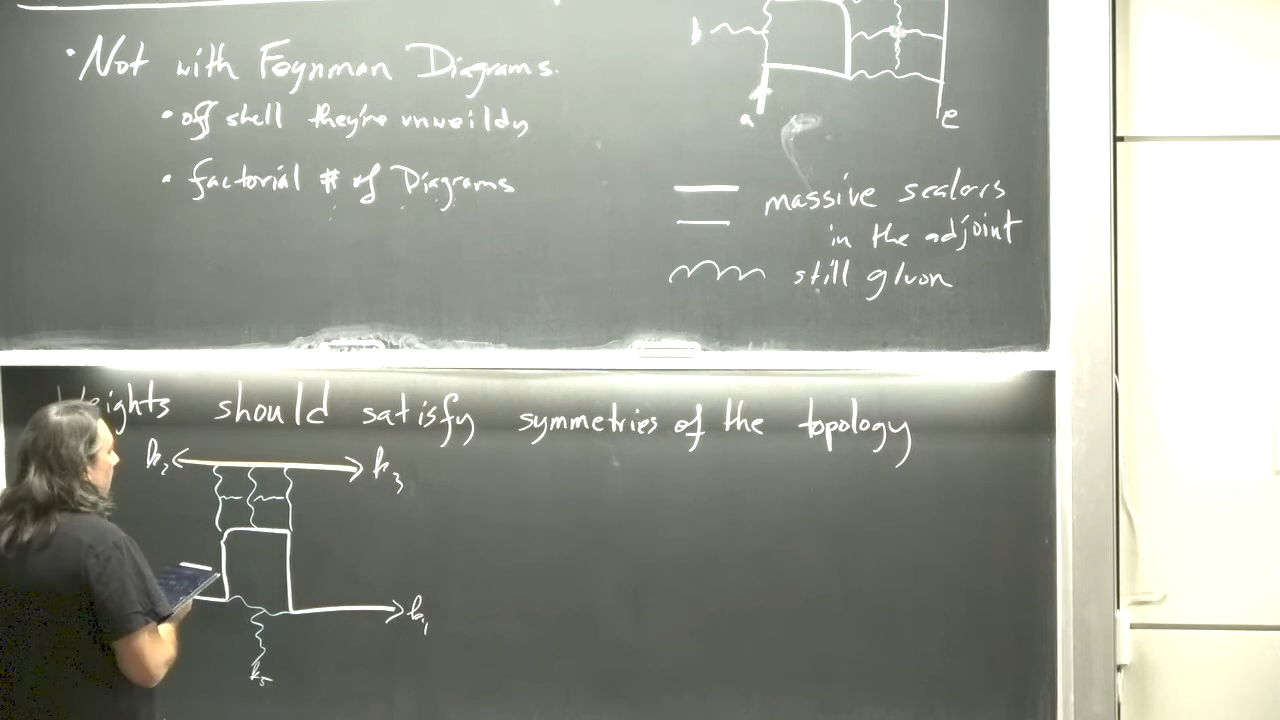 • Not with Feynman Diagrams.
• off shell they're unweildy
• factorial # of Diagrams
b
a
e
massive scalars
in the adjoint
still gluon
Weights should satisfy symmetries of the topology
k2
k3
k1
k5